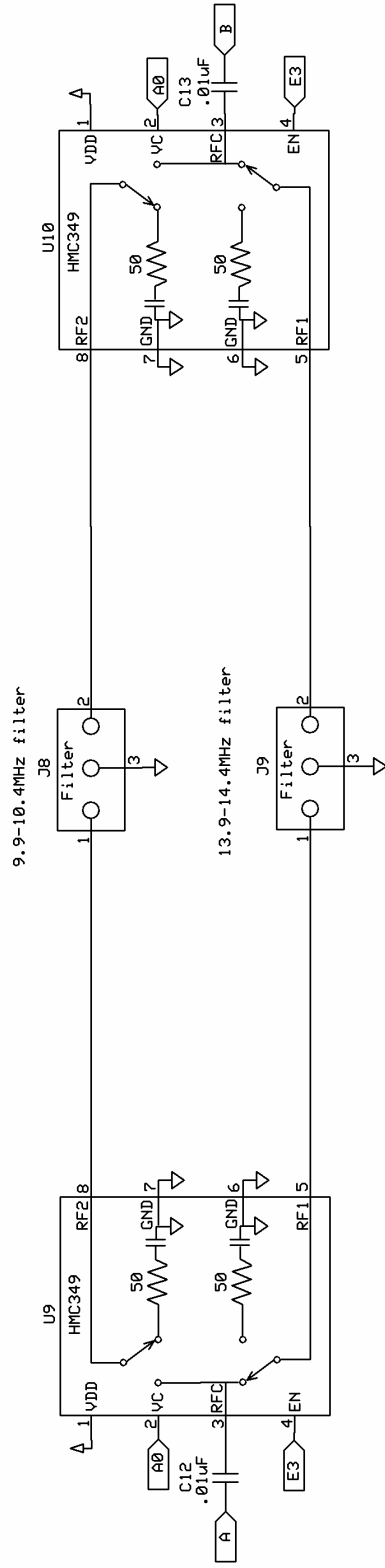 9.9-10.4MHz filter
J8
Filter
1
2
3
13.9-14.4MHz filter
J9
Filter
1
2
3
U9
HMC349
1 VDD
RF2 8
A0
2 VC
50
GND 7
C12
.01uF
A
3 RFC
50
GND 6
E3
4 EN
RF1 5
U10
HMC349
8 RF2
VDD 1
7 GND
50
VC 2
A0
C13
.01uF
B
6 GND
50
RFC 3
5 RF1
EN 4
E3